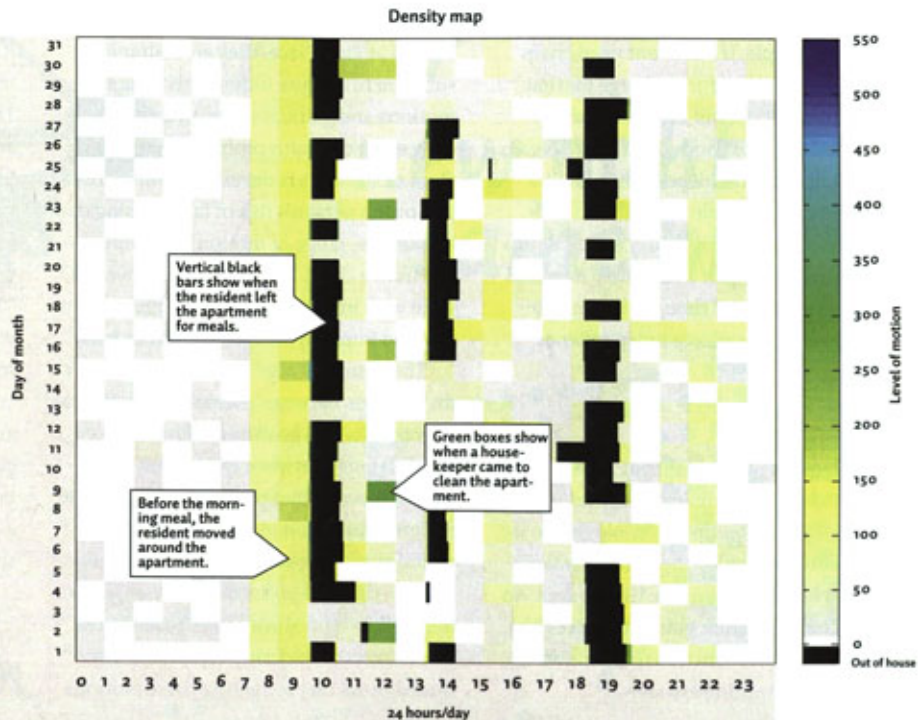 Density map
31
30
29
28
27
26
25
24
23
22
21
20
19
18
17
16
15
14
13
12
11
10
9
8
7
6
5
4
3
2
1
Day of month
Vertical black
bars show when
the resident left
the apartment
for meals.
Green boxes show
when a house-
keeper came to
clean the apart-
ment.
Before the morn-
ing meal, the
resident moved
around the
apartment.
0 1 2 3 4 5 6 7 8 9 10 11 12 13 14 15 16 17 18 19 20 21 22 23
24 hours/day
550
500
450
400
350
300
250
200
150
100
50
0
Out of house
Level of motion